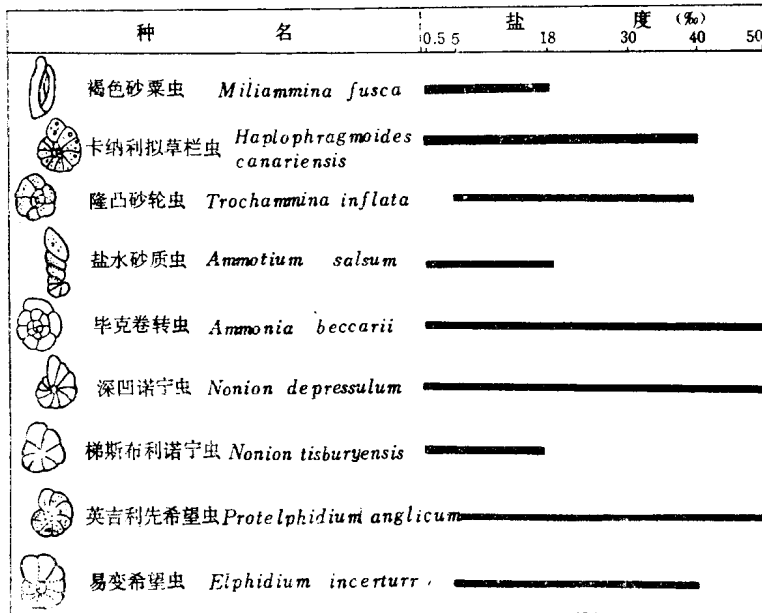 种 名 盐 度 (‰)
0.5 5 18 30 40 50
褐色砂粟虫 Miliammina fusca
卡纳利拟草栏虫 Haplophragmoides
canariensis
隆凸砂轮虫 Trochammina inflata
盐水砂质虫 Ammotium salsum
毕克卷转虫 Ammonia beccarii
深凹诺宁虫 Nonion depressulum
梯斯布利诺宁虫 Nonion tisburyensis
英吉利先希望虫 Protelphidium anglicum
易变希望虫 Elphidium incerturr